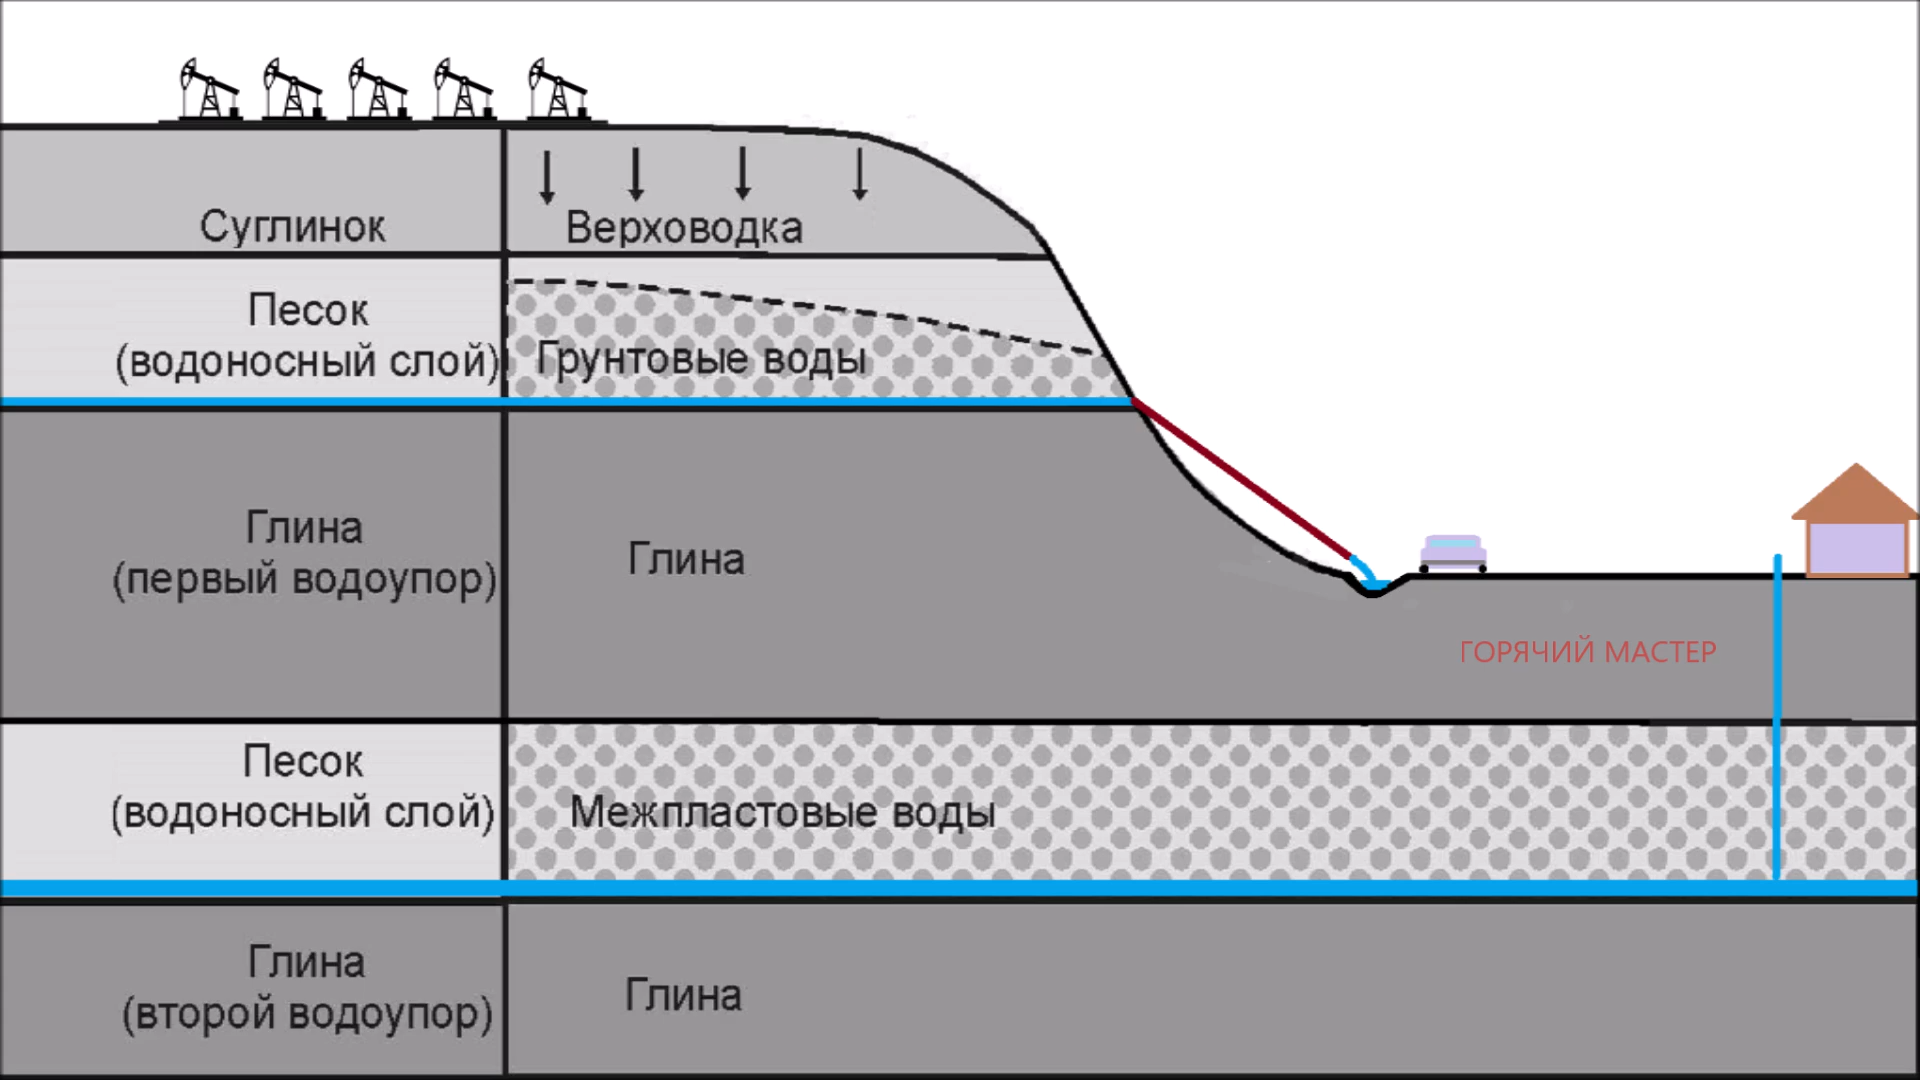 Суглинок
Верховодка
Песок
(водоносный слой)
Грунтовые воды
Глина
(первый водоупор)
Глина
ГОРЯЧИЙ МАСТЕР
Песок
(водоносный слой)
Межпластовые воды
Глина
(второй водоупор)
Глина